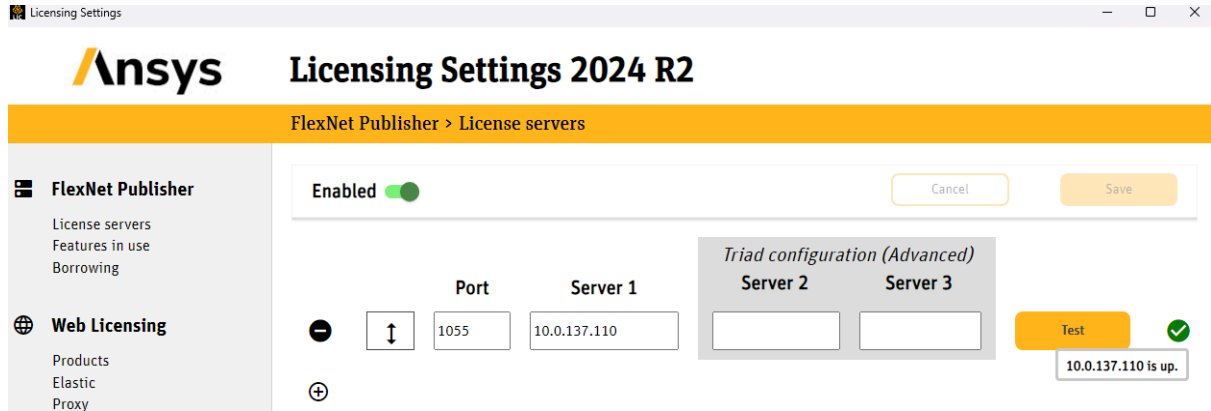 Licensing Settings
Ansys
Licensing Settings 2024 R2
FlexNet Publisher > License servers
FlexNet Publisher
License servers
Features in use
Borrowing
Web Licensing
Products
Elastic
Proxy
Enabled
Cancel
Save
Triad configuration (Advanced)
Port
Server 1
Server 2
Server 3
1055
10.0.137.110
Test
10.0.137.110 is up.